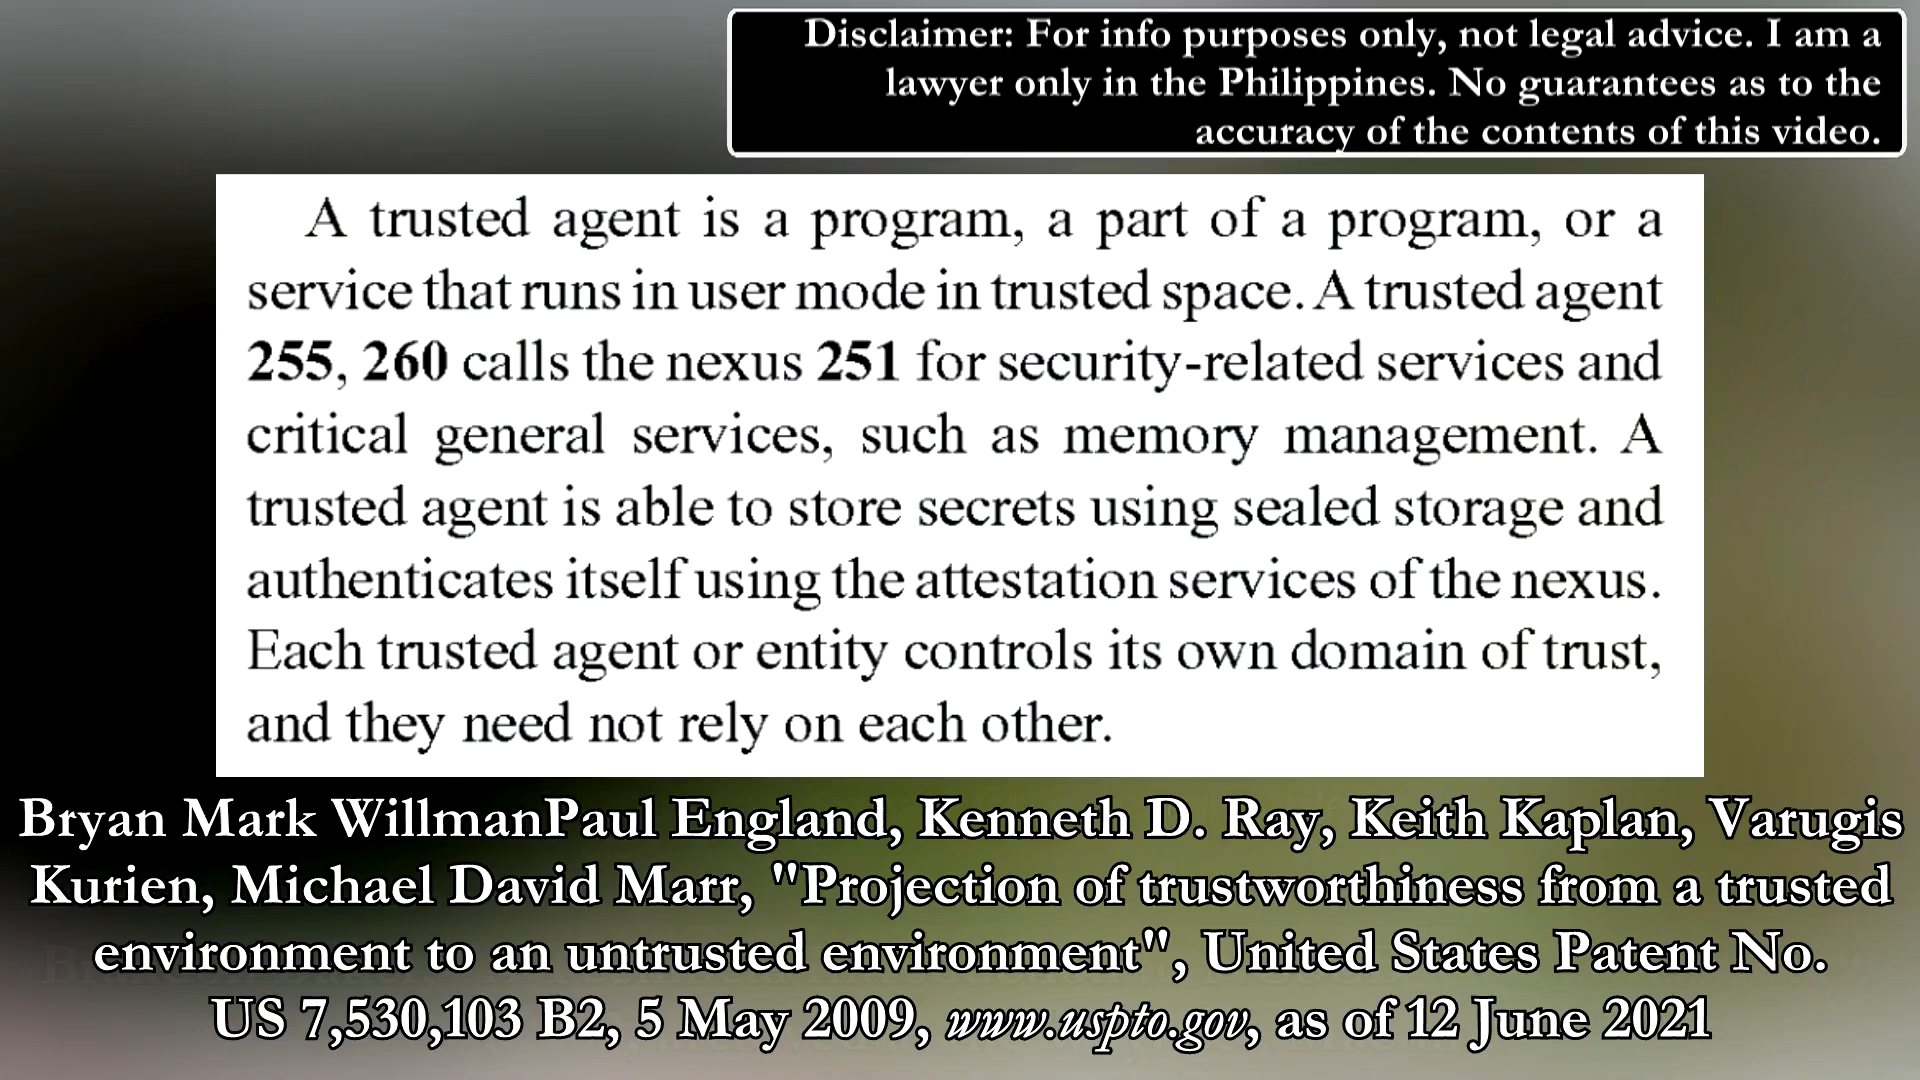 Disclaimer: For info purposes only, not legal advice. I am a
lawyer only in the Philippines. No guarantees as to the
accuracy of the contents of this video.
A trusted agent is a program, a part of a program, or a
service that runs in user mode in trusted space. A trusted agent
255, 260 calls the nexus 251 for security-related services and
critical general services, such as memory management. A
trusted agent is able to store secrets using sealed storage and
authenticates itself using the attestation services of the nexus.
Each trusted agent or entity controls its own domain of trust,
and they need not rely on each other.
Bryan Mark WillmanPaul England, Kenneth D. Ray, Keith Kaplan, Varugis
Kurien, Michael David Marr, "Projection of trustworthiness from a trusted
environment to an untrusted environment", United States Patent No.
US 7,530,103 B2, 5 May 2009, www.uspto.gov, as of 12 June 2021